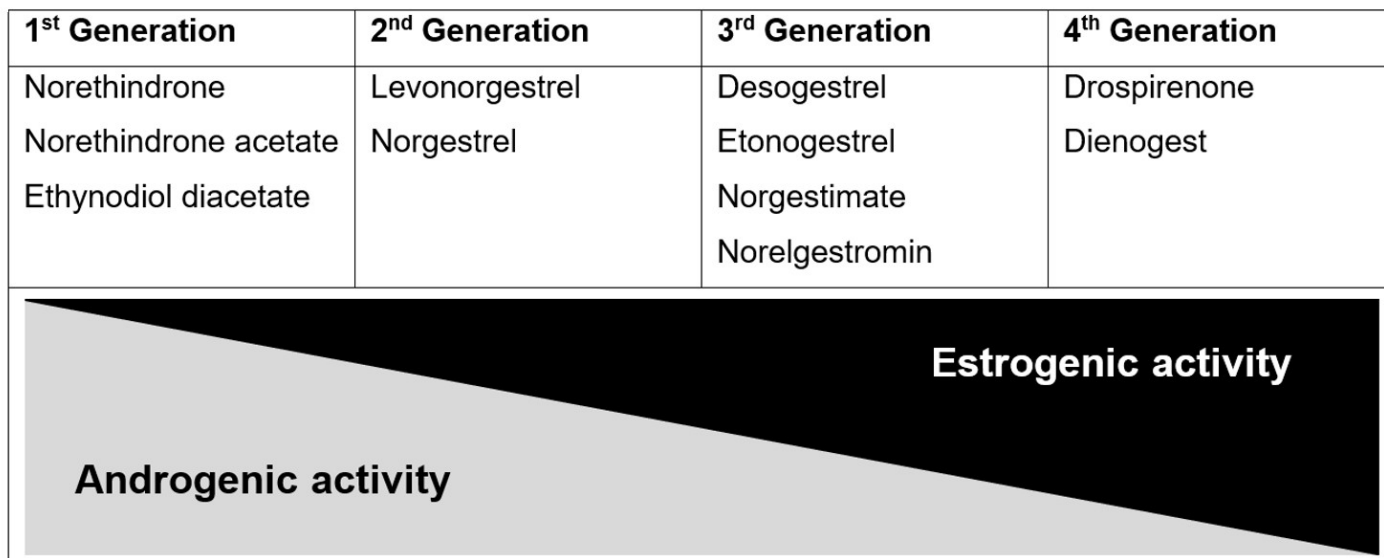 1st Generation
2nd Generation
3rd Generation
4th Generation
Norethindrone
Norethindrone acetate
Ethynodiol diacetate
Levonorgestrel
Norgestrel
Desogestrel
Etonogestrel
Norgestimate
Norelgestromin
Drospirenone
Dienogest
Estrogenic activity
Androgenic activity